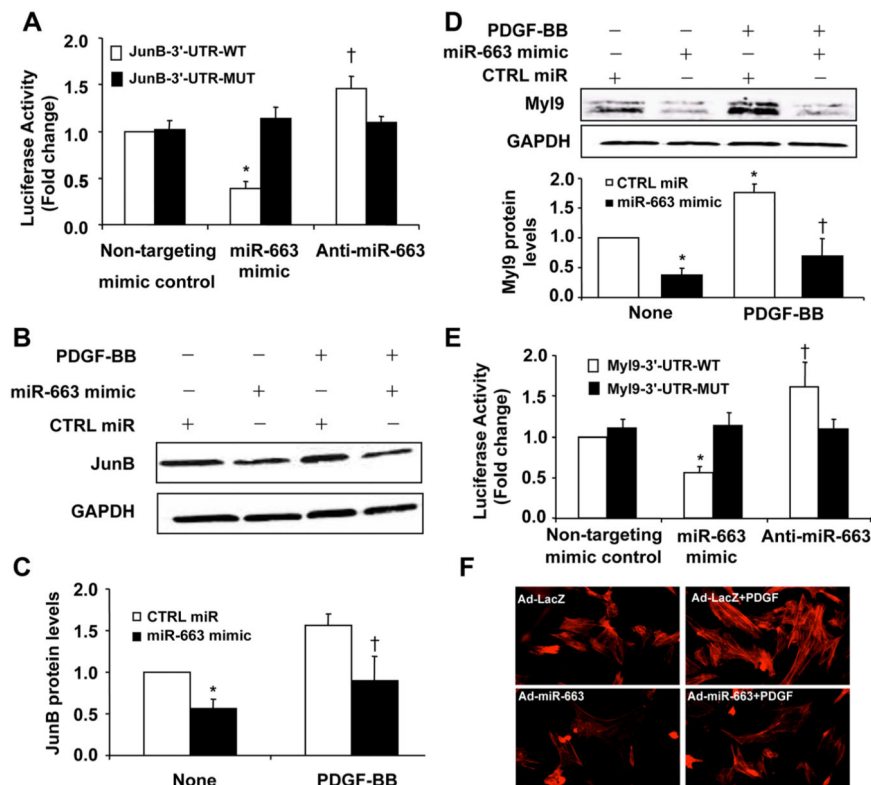 A
2.0
1.5
1.0
0.5
0.0
Luciferase Activity
(Fold change)
JunB-3'-UTR-WT
JunB-3'-UTR-MUT
*
†
Non-targeting
mimic control
miR-663
mimic
Anti-miR-663
B
PDGF-BB – – + +
miR-663 mimic – + – +
CTRL miR + – + –
JunB
GAPDH
C
2.0
1.5
1.0
0.5
0.0
JunB protein levels
CTRL miR
miR-663 mimic
*
†
None
PDGF-BB
D
PDGF-BB – – + +
miR-663 mimic – + – +
CTRL miR + – + –
Myl9
GAPDH
2.0
1.5
1.0
0.5
0.0
Myl9 protein
levels
CTRL miR
miR-663 mimic
*
*
†
None
PDGF-BB
E
2.0
1.5
1.0
0.5
0.0
Luciferase Activity
(Fold change)
Myl9-3'-UTR-WT
Myl9-3'-UTR-MUT
*
†
Non-targeting
mimic control
miR-663
mimic
Anti-miR-663
F
Ad-LacZ
Ad-LacZ+PDGF
Ad-miR-663
Ad-miR-663+PDGF